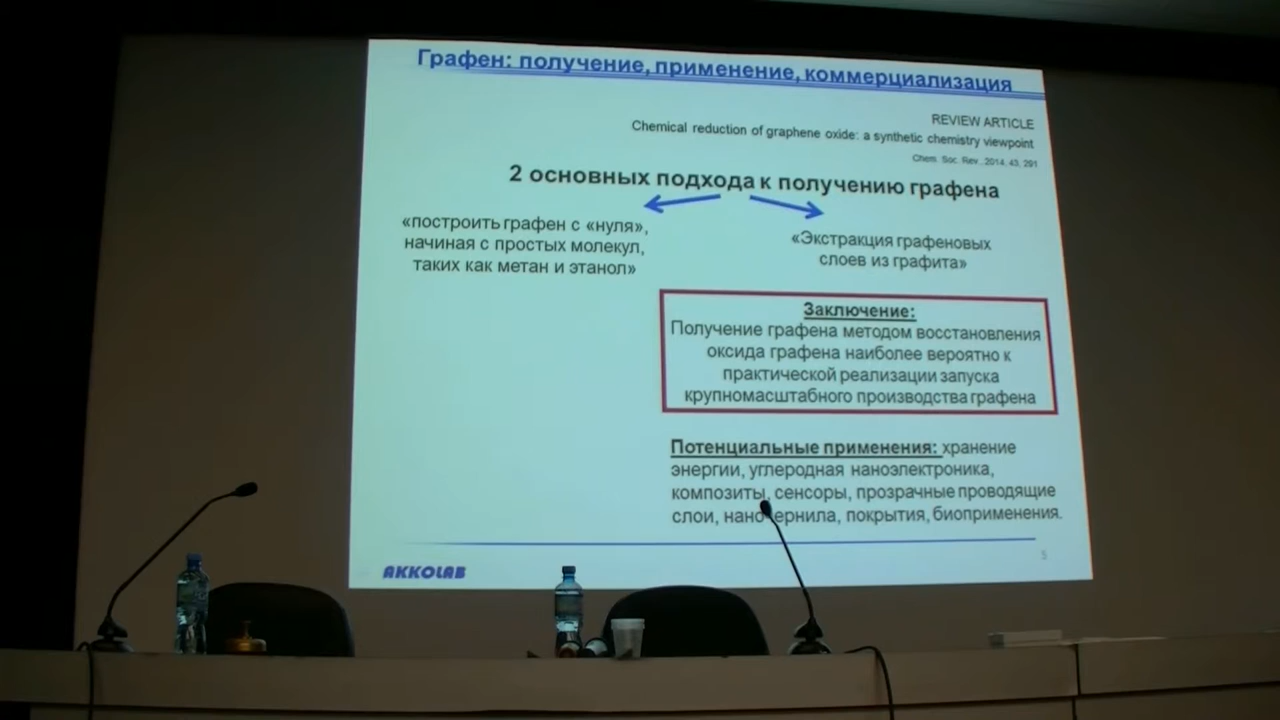 Графен: получение, применение, коммерциализация
REVIEW ARTICLE
Chemical reduction of graphene oxide: a synthetic chemistry viewpoint
Chem. Soc. Rev., 2014, 43, 291
2 основных подхода к получению графена
«построить графен с «нуля»,
начиная с простых молекул,
таких как метан и этанол»
«Экстракция графеновых
слоев из графита»
Заключение:
Получение графена методом восстановления
оксида графена наиболее вероятно к
практической реализации запуска
крупномасштабного производства графена
Потенциальные применения: хранение
энергии, углеродная наноэлектроника,
композиты, сенсоры, прозрачные проводящие
слои, наночернила, покрытия, биоприменения.
AKKOLAB
5